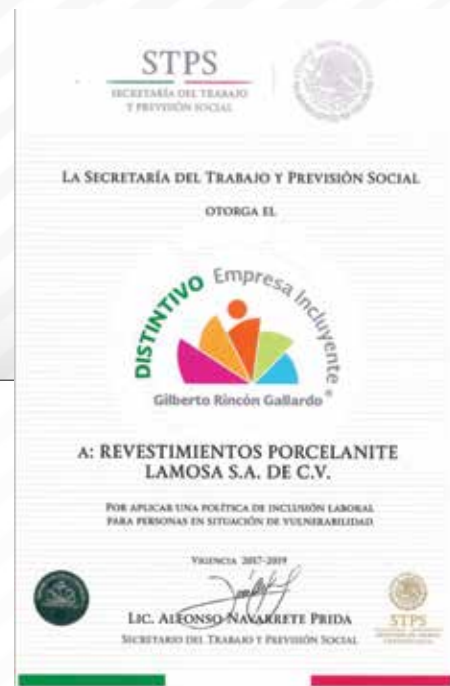 STPS
SECRETARÍA DEL TRABAJO
Y PREVISIÓN SOCIAL
LA SECRETARÍA DEL TRABAJO Y PREVISIÓN SOCIAL
OTORGA EL
DISTINTIVO Empresa Incluyente ®
Gilberto Rincón Gallardo
A: REVESTIMIENTOS PORCELANITE
LAMOSA S.A. DE C.V.
POR APLICAR UNA POLÍTICA DE INCLUSIÓN LABORAL
PARA PERSONAS EN SITUACIÓN DE VULNERABILIDAD
VIGENCIA 2017-2019
LIC. ALFONSO NAVARRETE PRIDA
SECRETARIO DEL TRABAJO Y PREVISIÓN SOCIAL
STPS